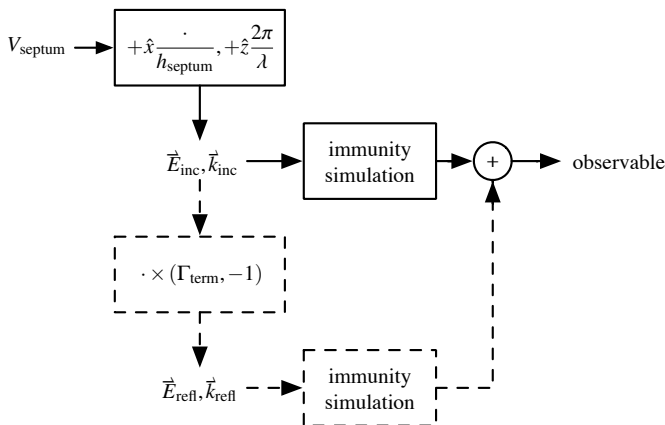 V_septum
+x̂ ·/h_septum, +ẑ 2π/λ
E⃗_inc, k⃗_inc
immunity
simulation
+
observable
· × (Γ_term, −1)
E⃗_refl, k⃗_refl
immunity
simulation